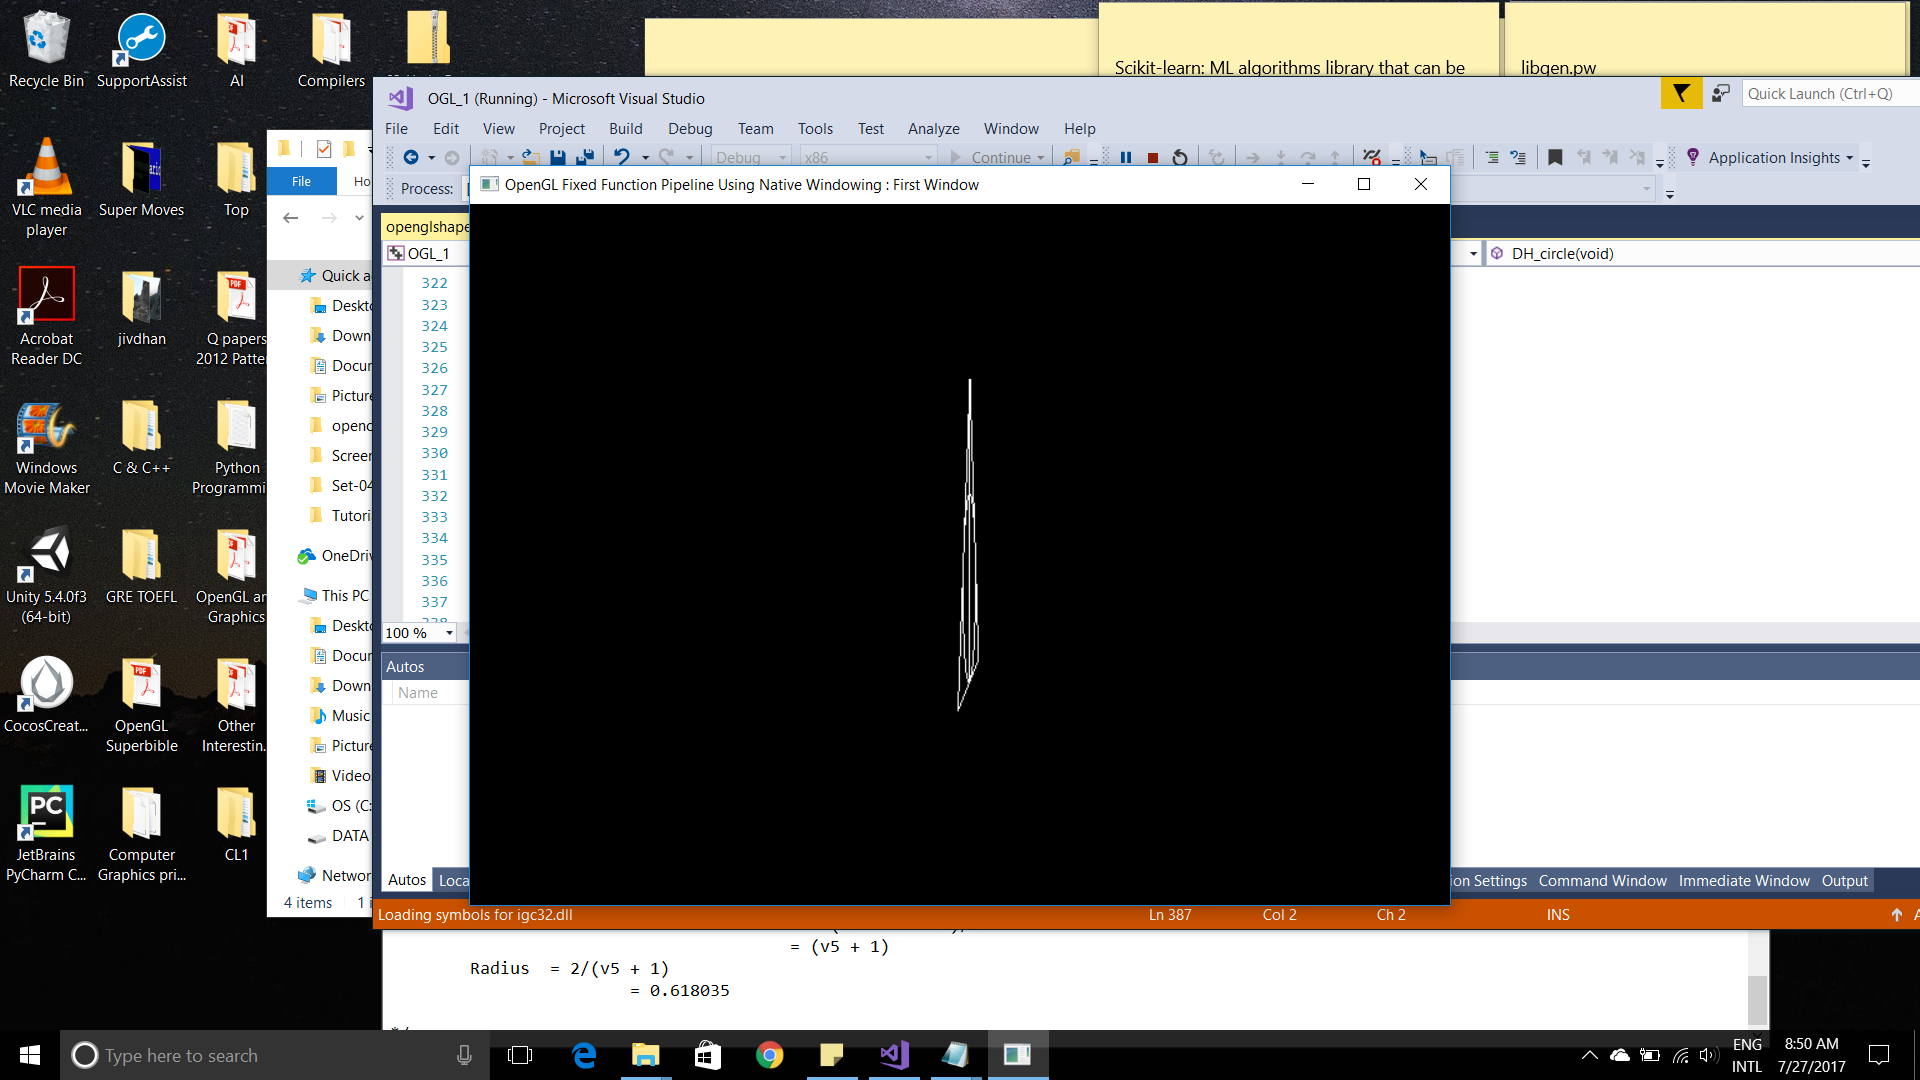 Recycle Bin
SupportAssist
AI
Compilers
VLC media player
Super Moves
Top
Acrobat Reader DC
jivdhan
Q papers
2012 Patte
Windows Movie Maker
C & C++
Python
Programmi
Unity 5.4.0f3 (64-bit)
GRE TOEFL
OpenGL an
Graphics
CocosCreat...
OpenGL Superbible
Other
Interestin.
JetBrains PyCharm C...
Computer Graphics pri...
CL1
Scikit-learn: ML algorithms library that can be
libgen.pw
File
Ho
Quick a
Deskto
Down
Docum
Picture
openc
Screer
Set-04
Tutori
OneDriv
This PC
Deskto
Docum
Down
Music
Picture
Video
OS (C:
DATA
Networ
4 items
1 i
OGL_1 (Running) - Microsoft Visual Studio
Quick Launch (Ctrl+Q)
File Edit View Project Build Debug Team Tools Test Analyze Window Help
Debug x86 Continue Application Insights
Process:
OpenGL Fixed Function Pipeline Using Native Windowing : First Window
openglshape
OGL_1
DH_circle(void)
322
323
324
325
326
327
328
329
330
331
332
333
334
335
336
337
338
100 %
Autos
Name
Autos Loca
ion Settings Command Window Immediate Window Output
Loading symbols for igc32.dll Ln 387 Col 2 Ch 2 INS
= (v5 + 1)
Radius = 2/(v5 + 1)
= 0.618035
*/
PDF
PC
Type here to search
ENG
INTL
8:50 AM
7/27/2017